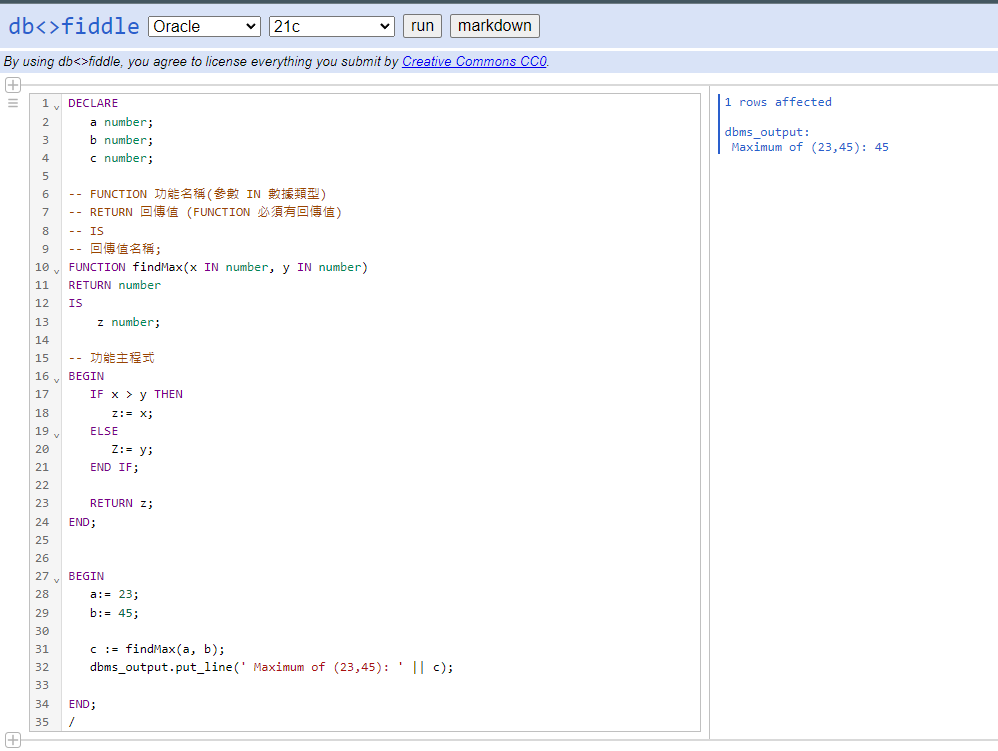 db<>fiddle Oracle 21c run markdown
By using db<>fiddle, you agree to license everything you submit by Creative Commons CC0.
1 DECLARE
2 a number;
3 b number;
4 c number;
5
6 -- FUNCTION 功能名稱(參數 IN 數據類型)
7 -- RETURN 回傳值 (FUNCTION 必須有回傳值)
8 -- IS
9 -- 回傳值名稱;
10 FUNCTION findMax(x IN number, y IN number)
11 RETURN number
12 IS
13 z number;
14
15 -- 功能主程式
16 BEGIN
17 IF x > y THEN
18 z:= x;
19 ELSE
20 Z:= y;
21 END IF;
22
23 RETURN z;
24 END;
25
26
27 BEGIN
28 a:= 23;
29 b:= 45;
30
31 c := findMax(a, b);
32 dbms_output.put_line(' Maximum of (23,45): ' || c);
33
34 END;
35 /
1 rows affected
dbms_output:
Maximum of (23,45): 45